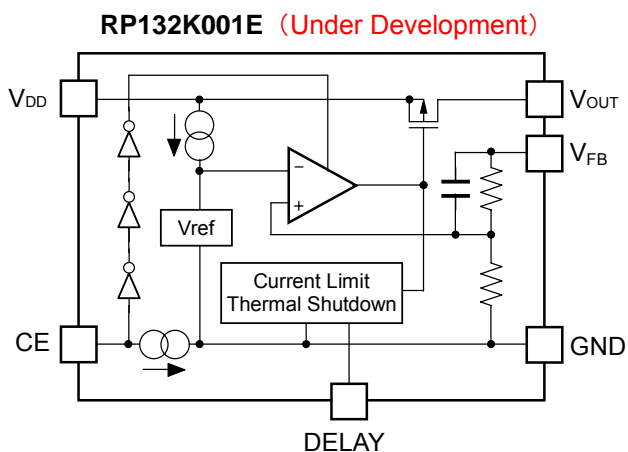 RP132K001E (Under Development)
VDD
VOUT
VFB
−
+
Vref
Current Limit
Thermal Shutdown
CE
GND
DELAY